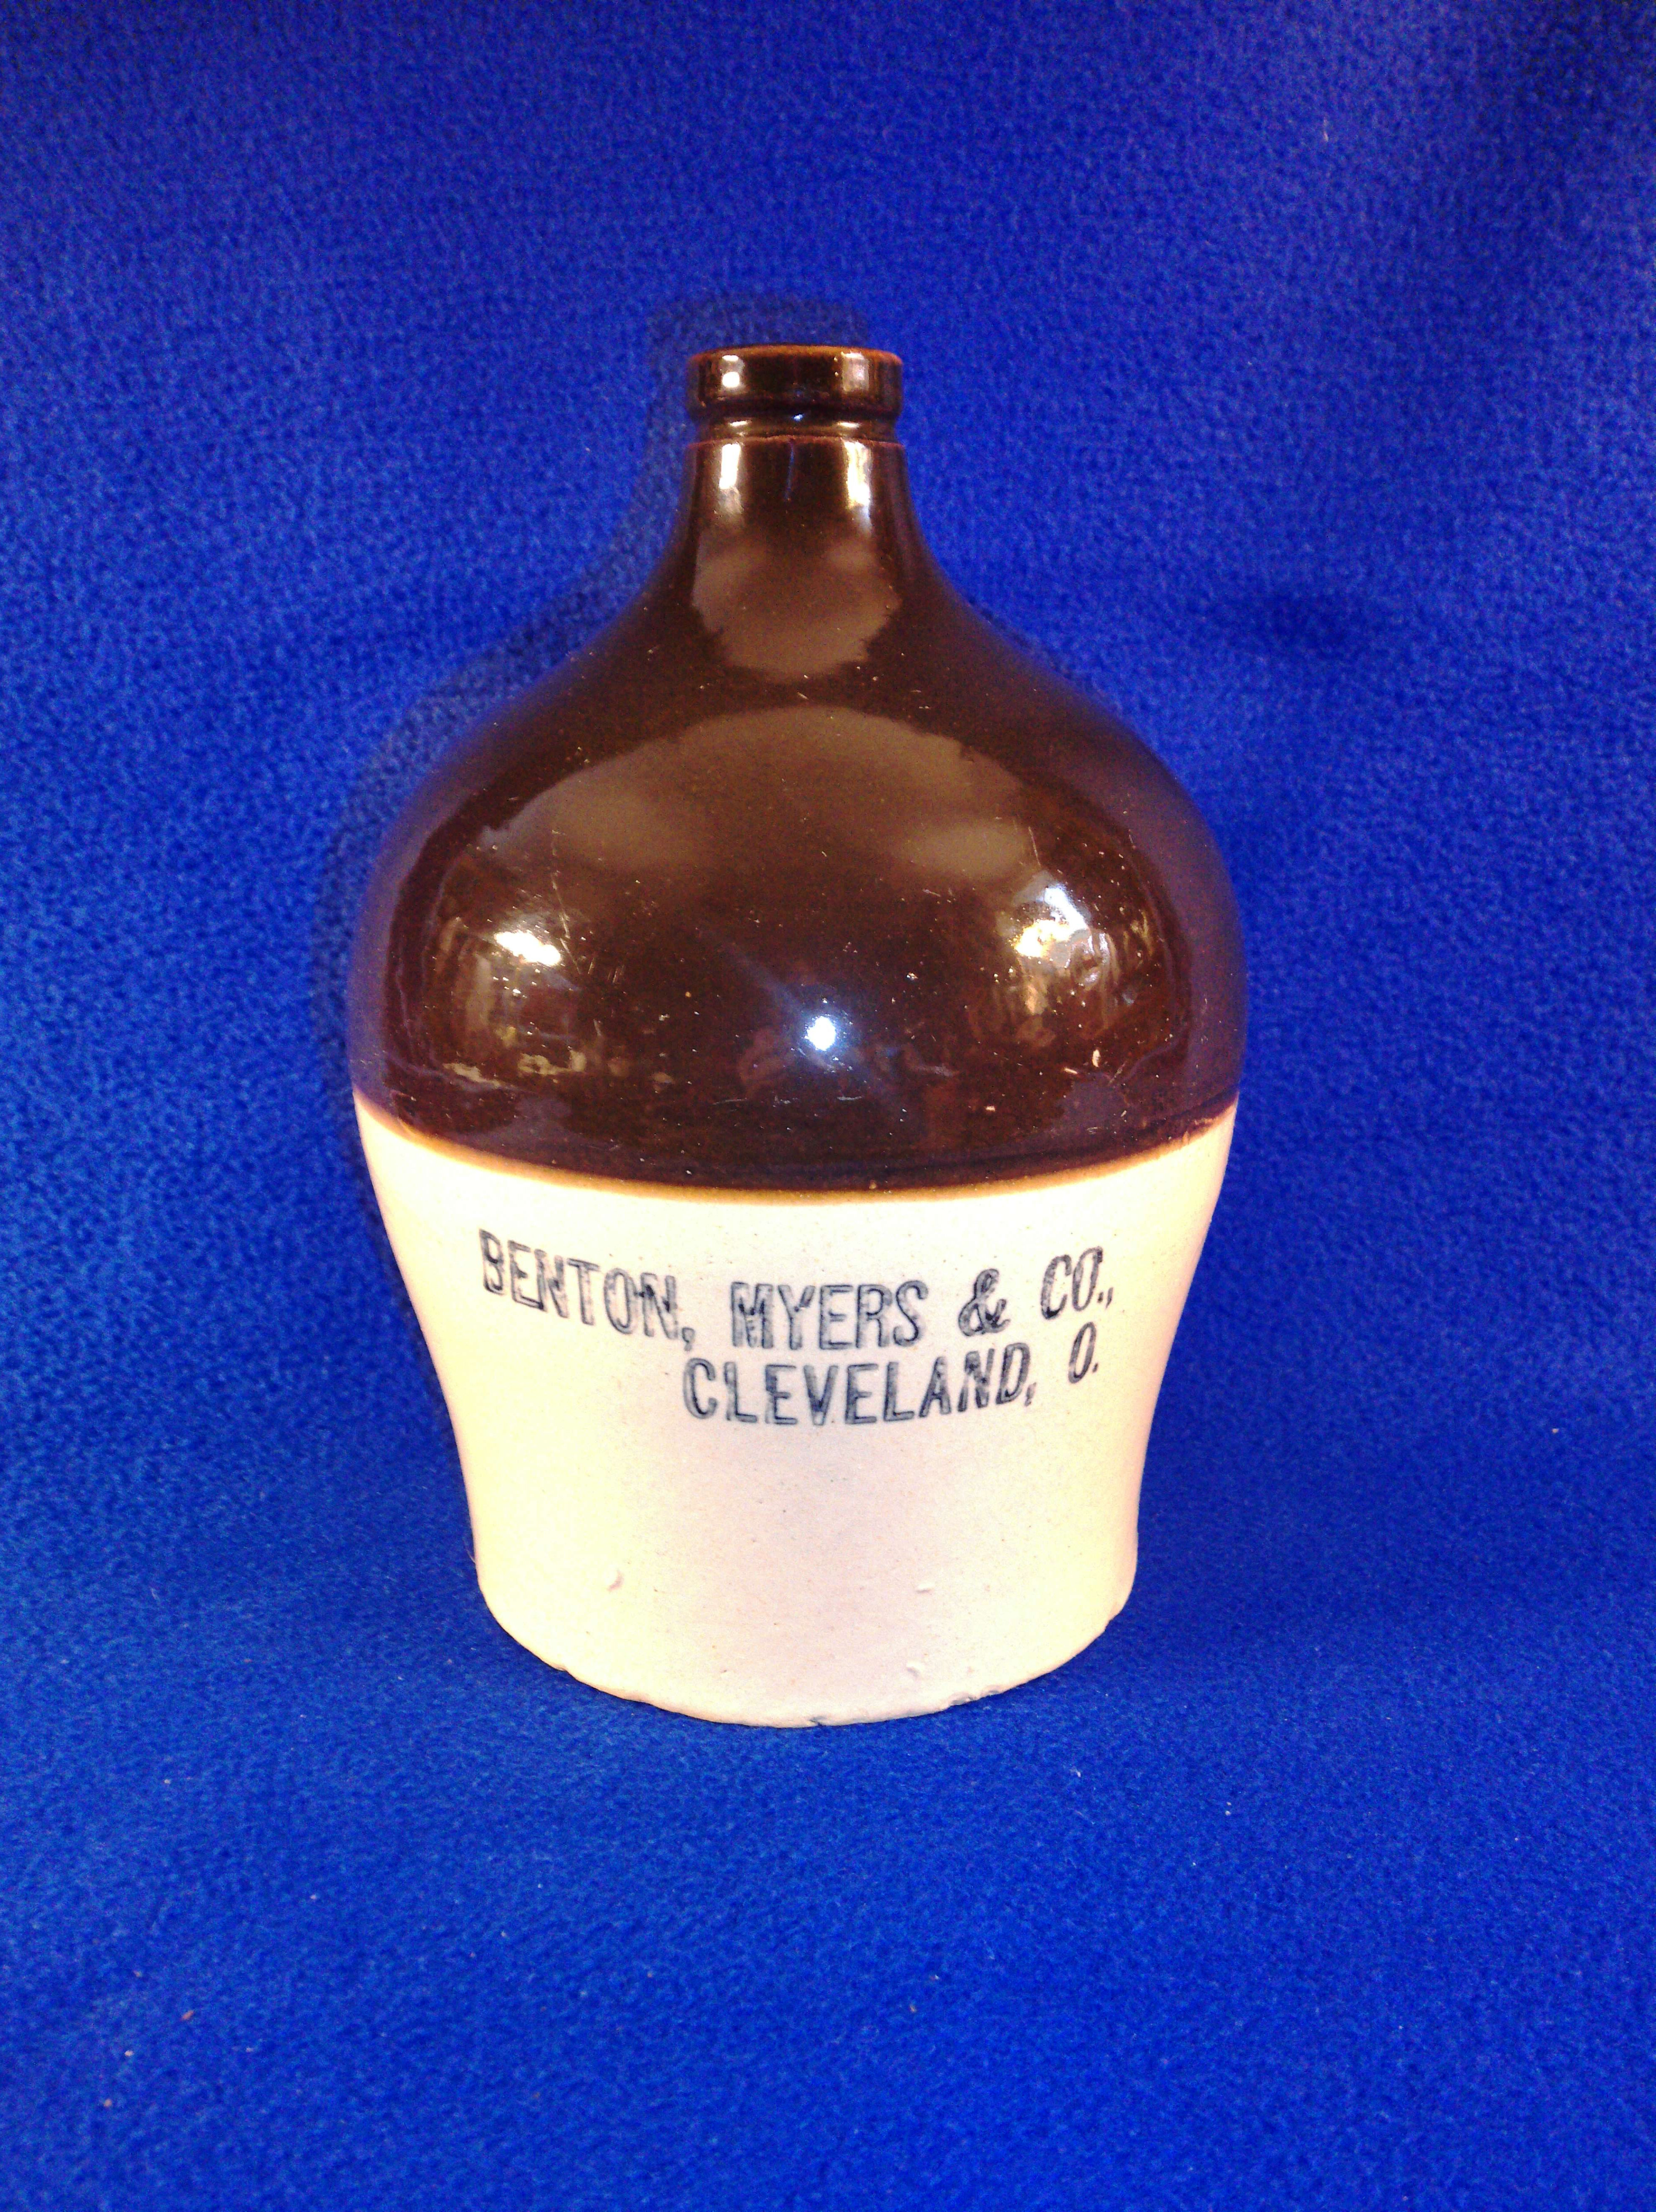 BENTON, MYERS & CO.,
CLEVELAND, O.